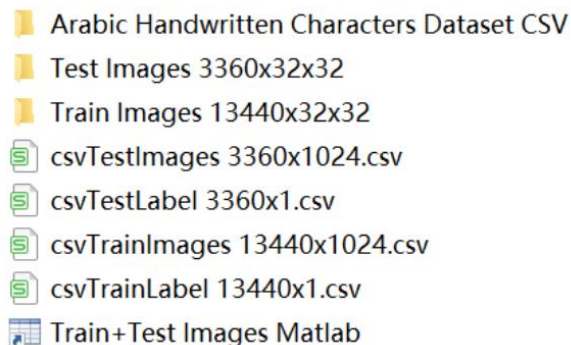 Arabic Handwritten Characters Dataset CSV
Test Images 3360x32x32
Train Images 13440x32x32
csvTestImages 3360x1024.csv
csvTestLabel 3360x1.csv
csvTrainImages 13440x1024.csv
csvTrainLabel 13440x1.csv
Train+Test Images Matlab